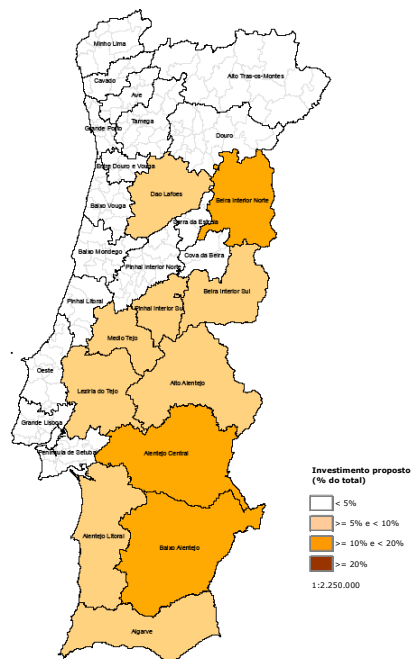 Minho Lima
Alto Tras-os-Montes
Cavado
Ave
Tamega
Grande Porto
Douro
Entre Douro e Vouga
Dao Lafoes
Beira Interior Norte
Baixo Vouga
Serra da Estrela
Baixo Mondego
Cova da Beira
Pinhal Interior Norte
Beira Interior Sul
Pinhal Litoral
Pinhal Interior Sul
Medio Tejo
Oeste
Alto Alentejo
Leziria do Tejo
Grande Lisboa
Peninsula de Setubal
Alentejo Central
Alentejo Litoral
Baixo Alentejo
Algarve
Investimento proposto
(% do total)
< 5%
>= 5% e < 10%
>= 10% e < 20%
>= 20%
1:2.250.000